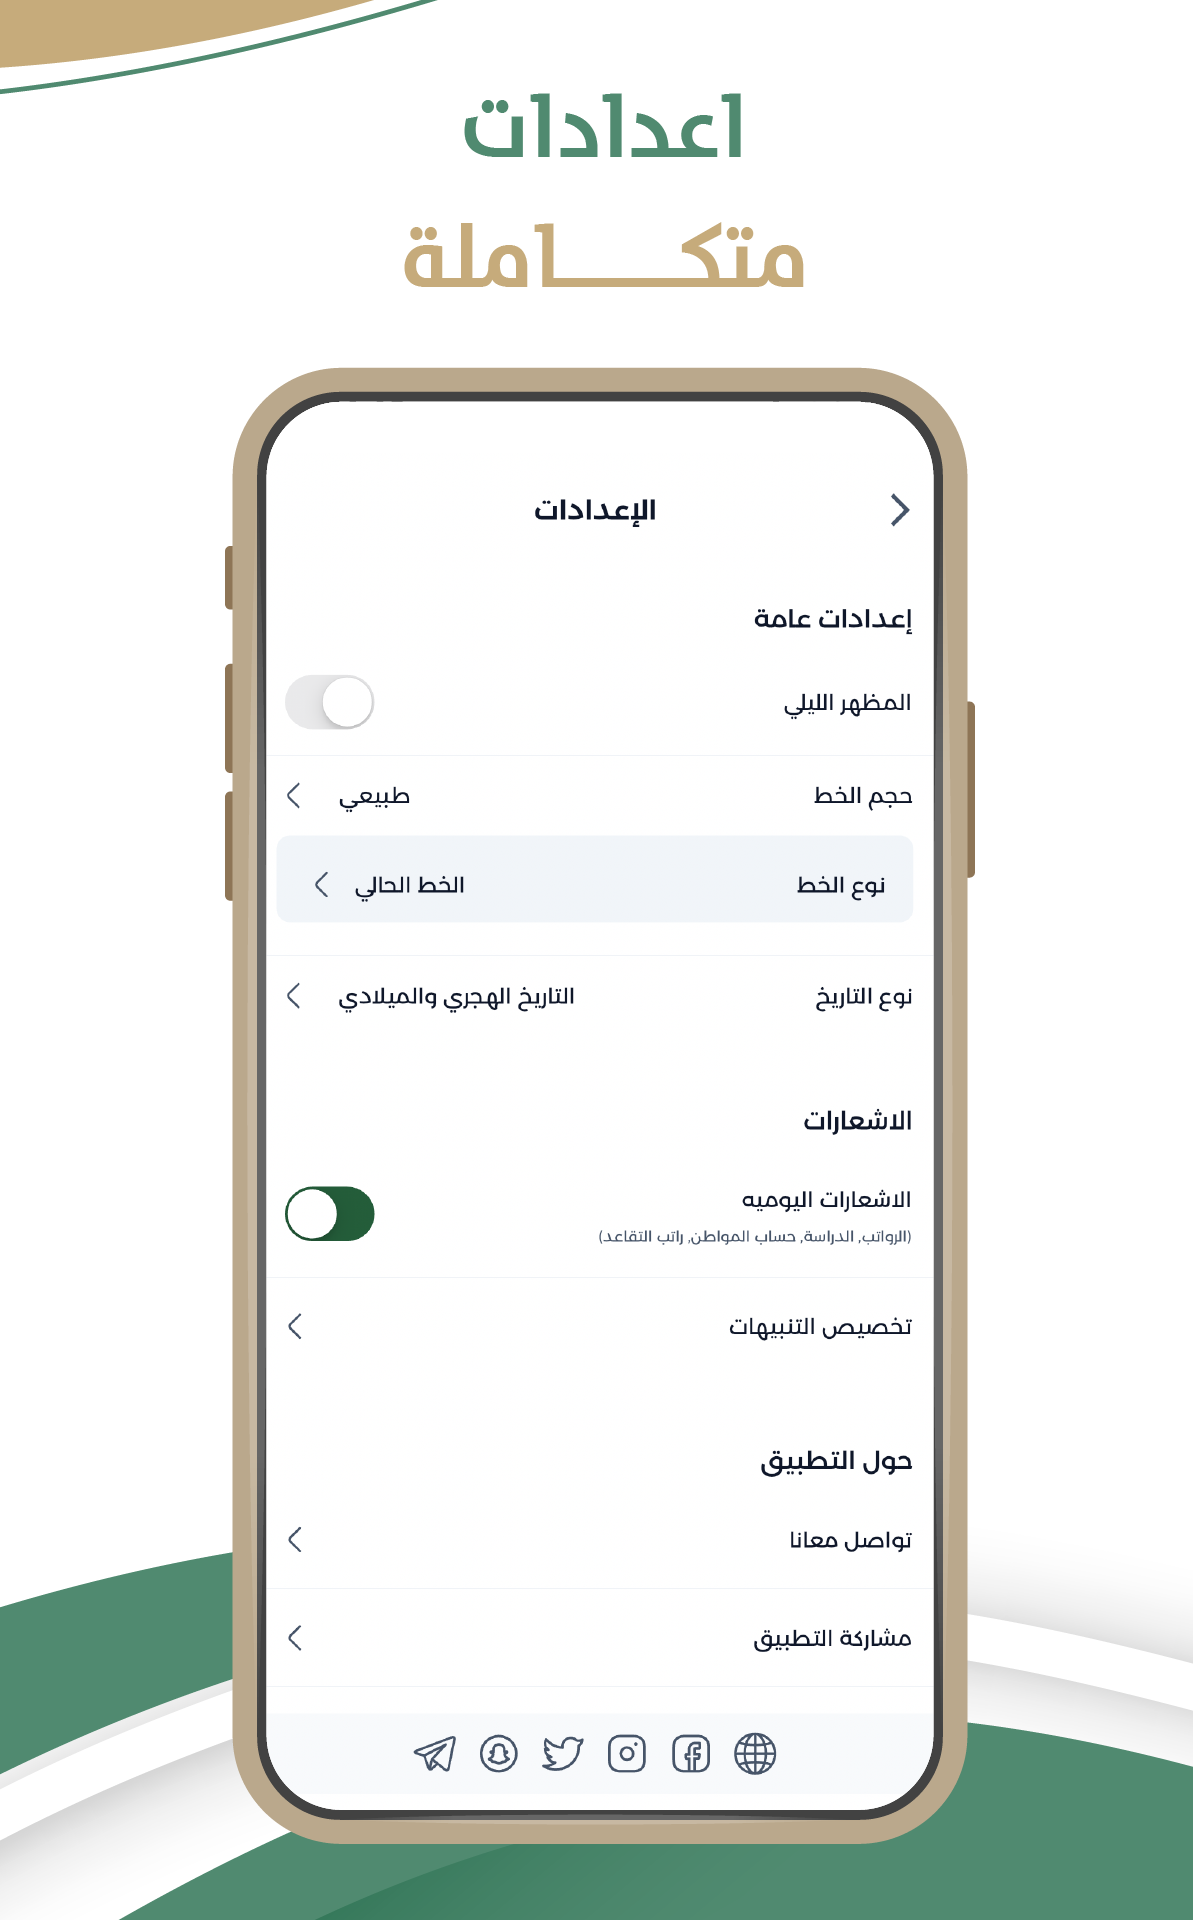 اعدادات
متكــــاملة
الإعدادات
إعدادات عامة
المظهر الليلي
حجم الخط طبيعي
نوع الخط الخط الحالي
نوع التاريخ التاريخ الهجري والميلادي
الاشعارات
الاشعارات اليوميه
(الرواتب, الدراسة, حساب المواطن, راتب التقاعد)
تخصيص التنبيهات
حول التطبيق
تواصل معانا
مشاركة التطبيق